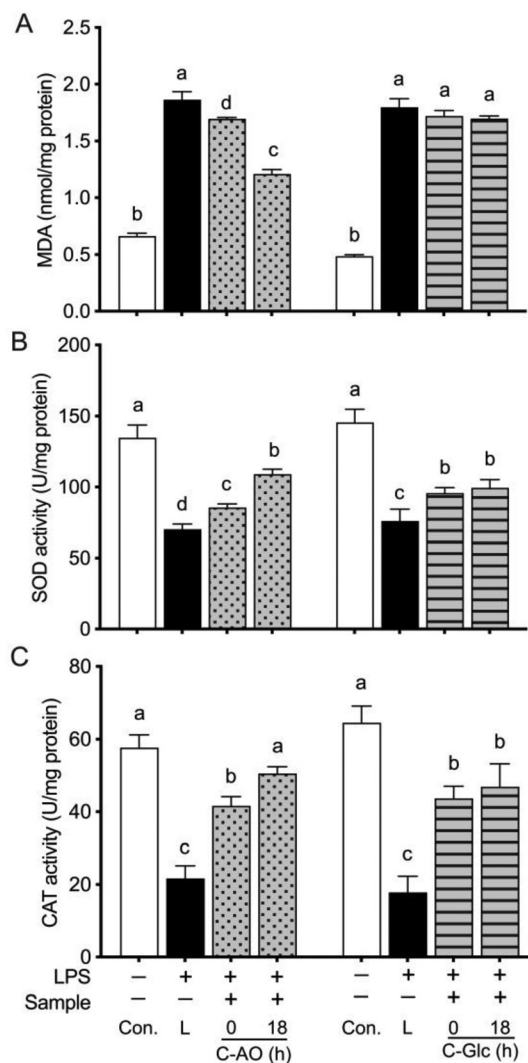 A
MDA (nmol/mg protein)
2.5
2.0
1.5
1.0
0.5
0.0
b a d c b a a a
B
SOD activity (U/mg protein)
200
150
100
50
0
a d c b a c b b
C
CAT activity (U/mg protein)
80
60
40
20
0
a c b a a c b b
LPS – + + + – + + +
Sample – – + + – – + +
Con. L 0 18 Con. L 0 18
C-AO (h) C-Glc (h)